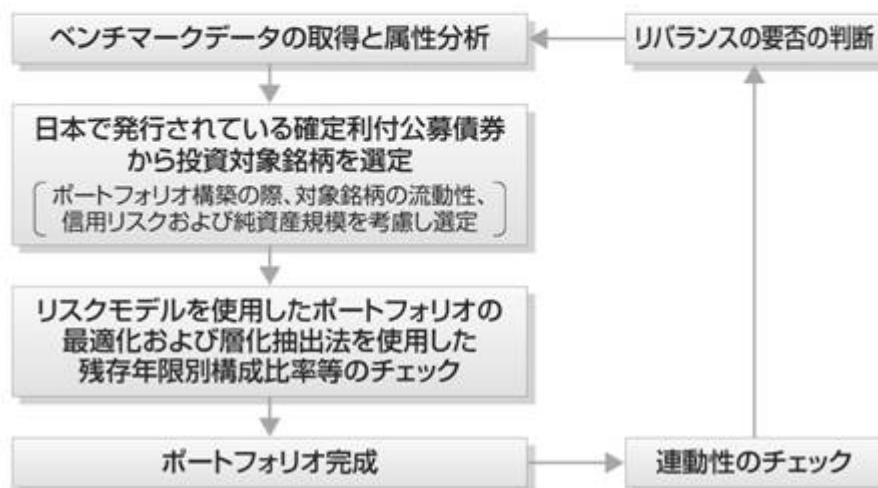 ベンチマークデータの取得と属性分析
リバランスの要否の判断
日本で発行されている確定利付公募債券
から投資対象銘柄を選定
ポートフォリオ構築の際、対象銘柄の流動性、
信用リスクおよび純資産規模を考慮し選定
リスクモデルを使用したポートフォリオの
最適化および層化抽出法を使用した
残存年限別構成比率等のチェック
ポートフォリオ完成
連動性のチェック